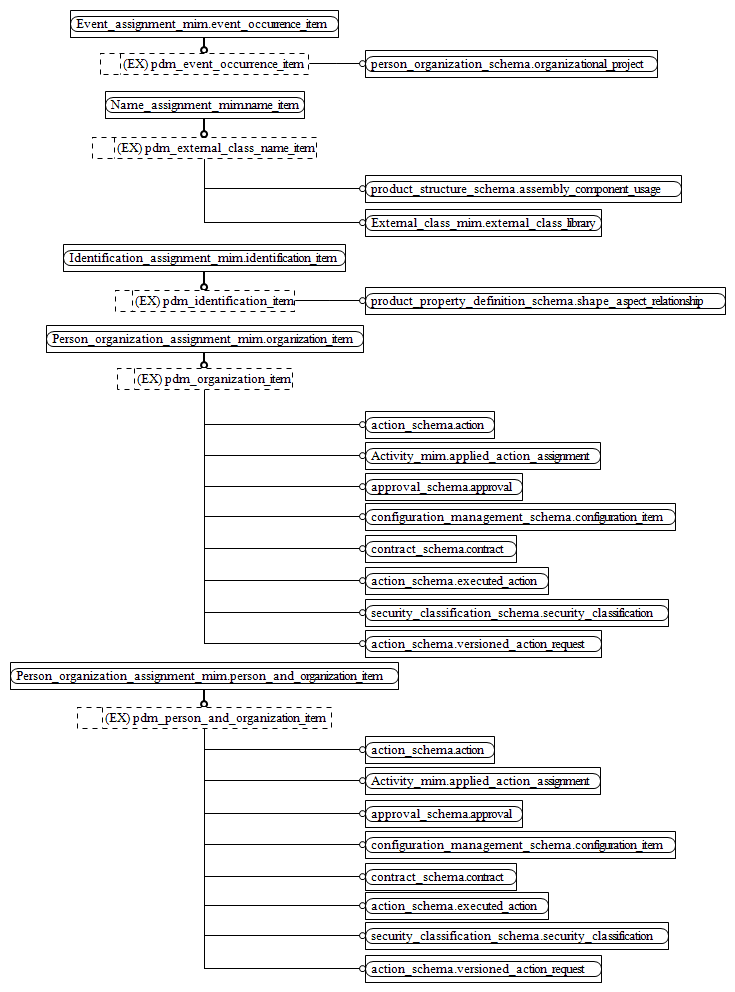 Event_assignment_mim.event_occurrence_item
(EX) pdm_event_occurrence_item
person_organization_schema.organizational_project
Name_assignment_mim.name_item
(EX) pdm_external_class_name_item
product_structure_schema.assembly_component_usage
External_class_mim.external_class_library
Identification_assignment_mim.identification_item
(EX) pdm_identification_item
product_property_definition_schema.shape_aspect_relationship
Person_organization_assignment_mim.organization_item
(EX) pdm_organization_item
action_schema.action
Activity_mim.applied_action_assignment
approval_schema.approval
configuration_management_schema.configuration_item
contract_schema.contract
action_schema.executed_action
security_classification_schema.security_classification
action_schema.versioned_action_request
Person_organization_assignment_mim.person_and_organization_item
(EX) pdm_person_and_organization_item
action_schema.action
Activity_mim.applied_action_assignment
approval_schema.approval
configuration_management_schema.configuration_item
contract_schema.contract
action_schema.executed_action
security_classification_schema.security_classification
action_schema.versioned_action_request